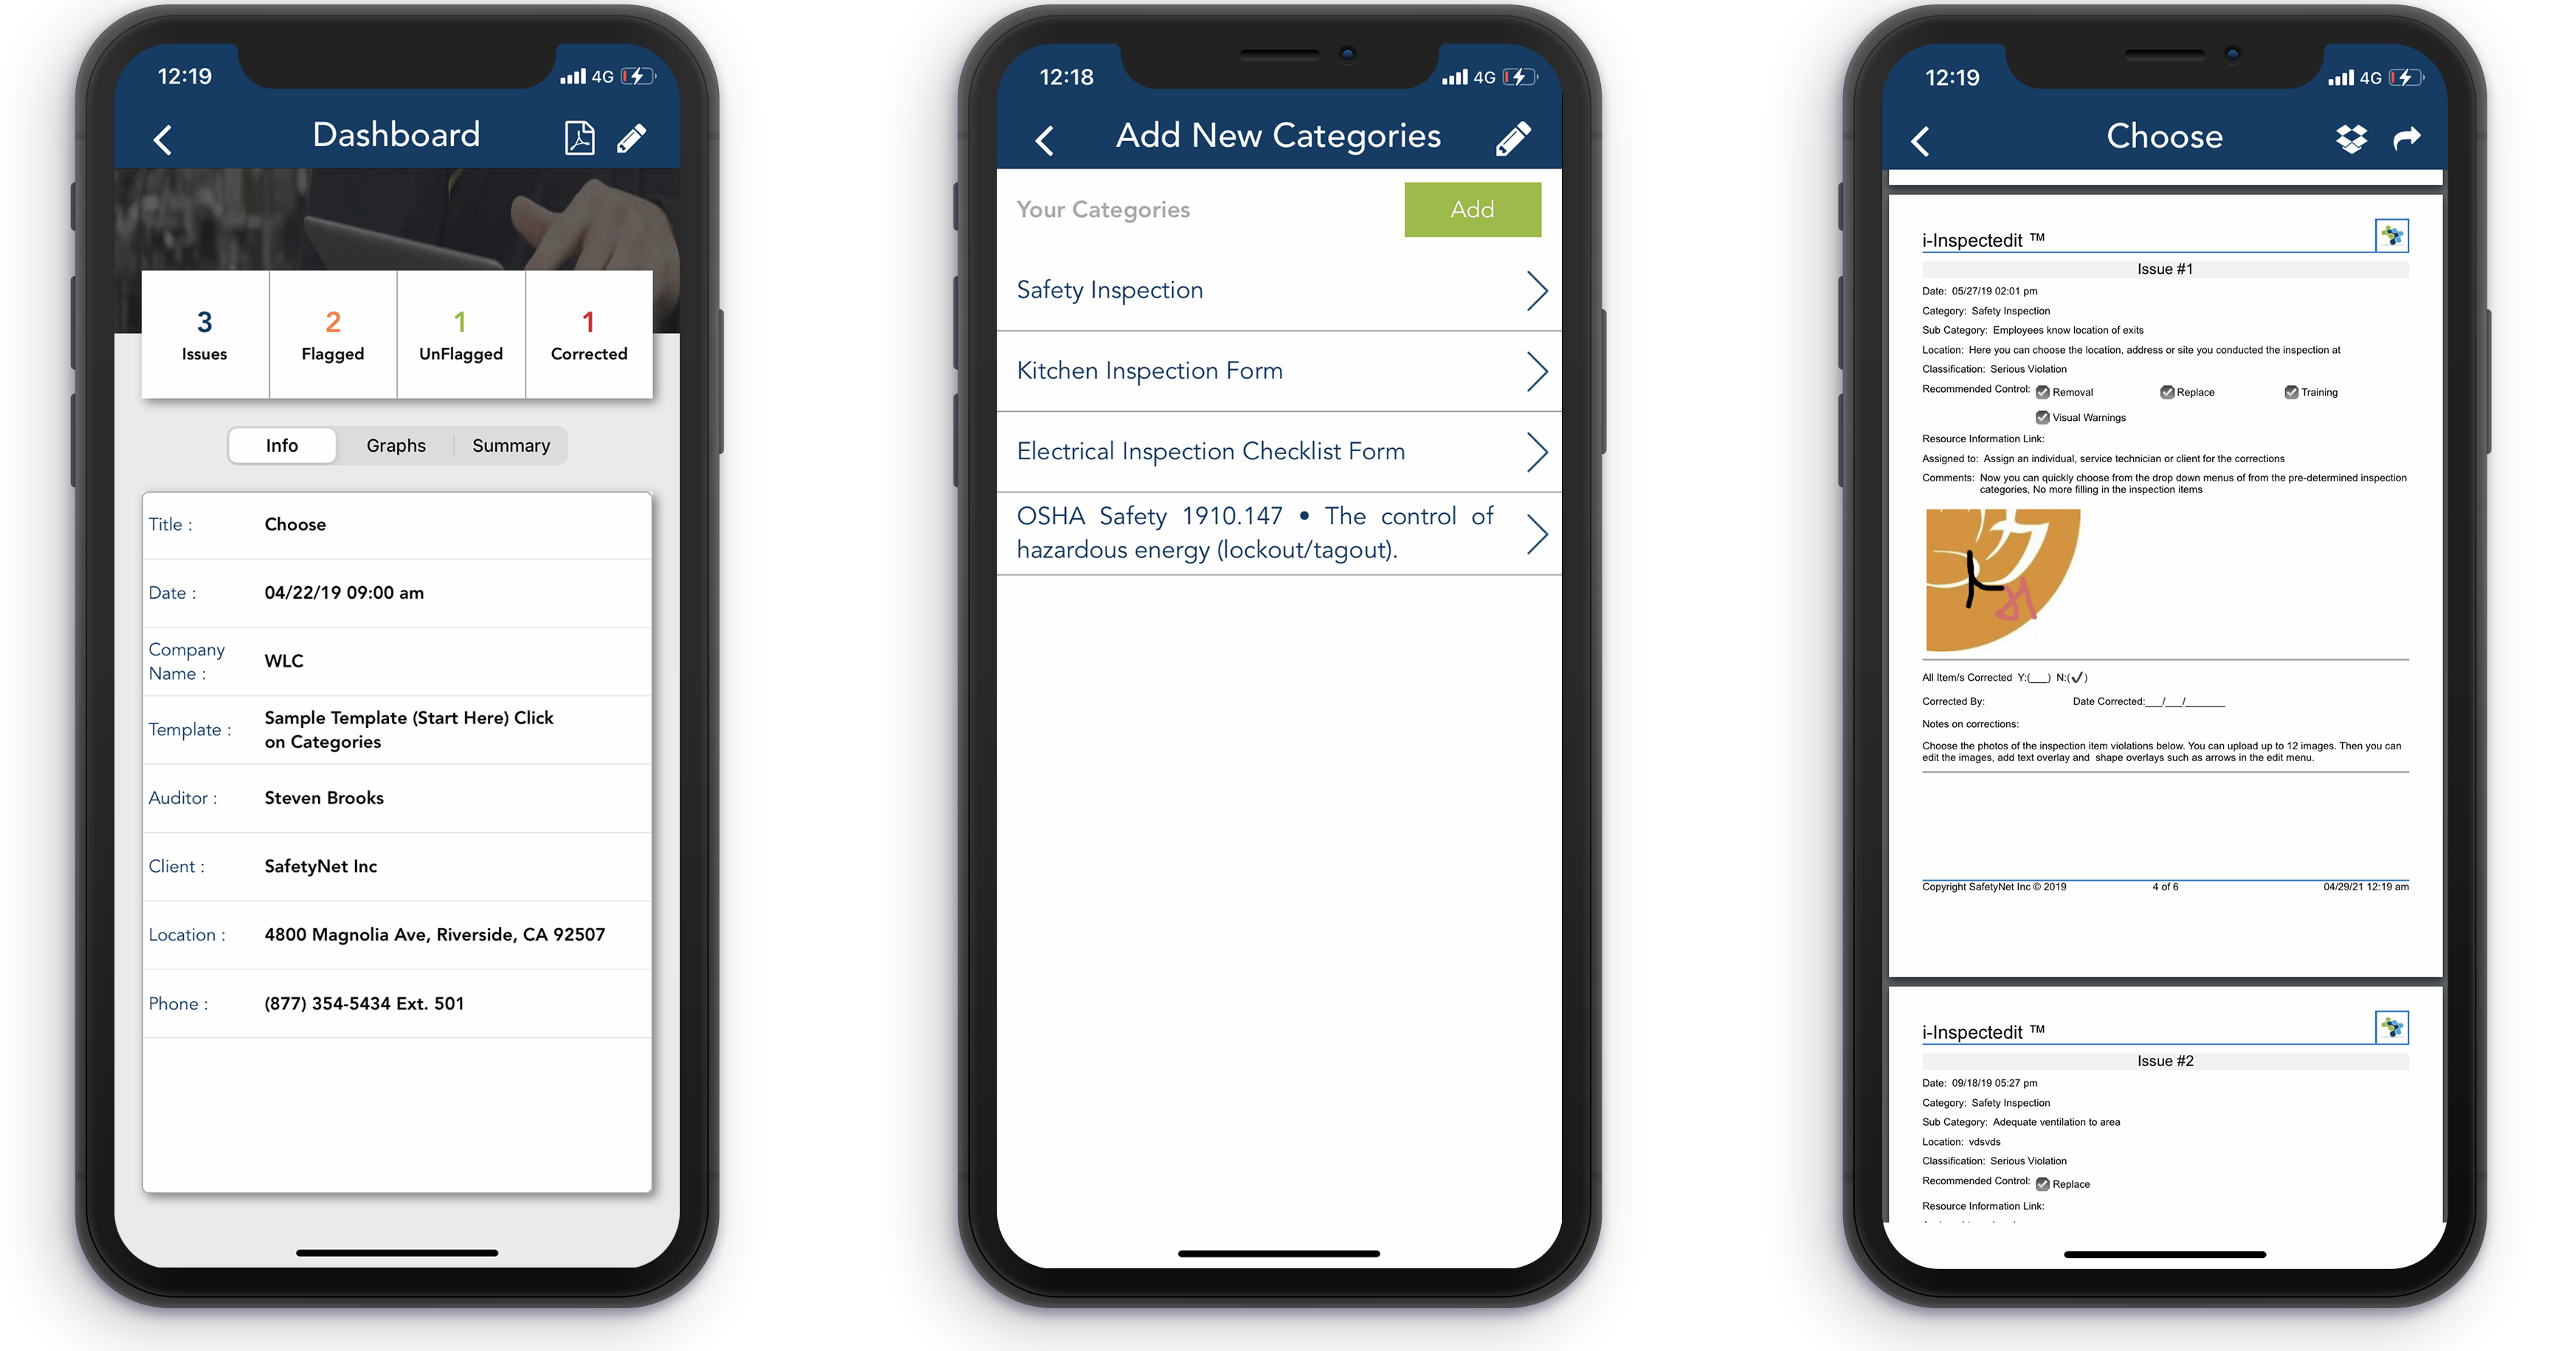 12:19
4G
Dashboard
3
Issues
2
Flagged
1
UnFlagged
1
Corrected
Info
Graphs
Summary
Title : Choose
Date : 04/22/19 09:00 am
Company
Name :
WLC
Template :
Sample Template (Start Here) Click
on Categories
Auditor : Steven Brooks
Client : SafetyNet Inc
Location : 4800 Magnolia Ave, Riverside, CA 92507
Phone : (877) 354-5434 Ext. 501
12:18
4G
Add New Categories
Your Categories
Add
Safety Inspection
Kitchen Inspection Form
Electrical Inspection Checklist Form
OSHA Safety 1910.147 • The control of
hazardous energy (lockout/tagout).
12:19
4G
Choose
i-Inspectedit ™
Issue #1
Date: 05/27/19 02:01 pm
Category: Safety Inspection
Sub Category: Employees know location of exits
Location: Here you can choose the location, address or site you conducted the inspection at
Classification: Serious Violation
Recommended Control: Removal Replace Training
Visual Warnings
Resource Information Link:
Assigned to: Assign an individual, service technician or client for the corrections
Comments: Now you can quickly choose from the drop down menus of from the pre-determined inspection
categories, No more filling in the inspection items
All Item/s Corrected Y:(___) N:(✓)
Corrected By: Date Corrected:___/___/_______
Notes on corrections:
Choose the photos of the inspection item violations below. You can upload up to 12 images. Then you can
edit the images, add text overlay and shape overlays such as arrows in the edit menu.
Copyright SafetyNet Inc © 2019 4 of 6 04/29/21 12:19 am
i-Inspectedit ™
Issue #2
Date: 09/18/19 05:27 pm
Category: Safety Inspection
Sub Category: Adequate ventilation to area
Location: vdsvds
Classification: Serious Violation
Recommended Control: Replace
Resource Information Link: